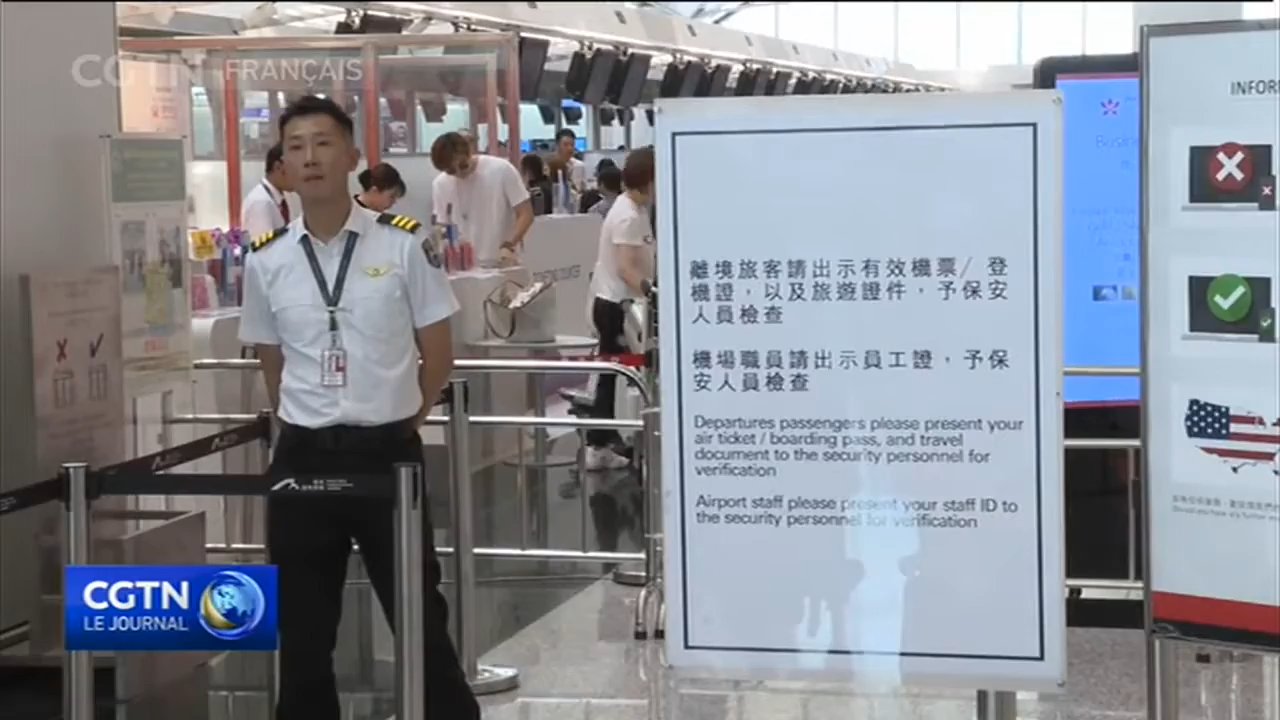 CGTN FRANÇAIS
離境旅客請出示有效機票/ 登
機證，以及旅遊證件，予保安
人員檢查
機場職員請出示員工證，予保
安人員檢查
Departures passengers please present your
air ticket / boarding pass, and travel
document to the security personnel for
verification
Airport staff please present your staff ID to
the security personnel for verification
INFOR
CGTN
LE JOURNAL